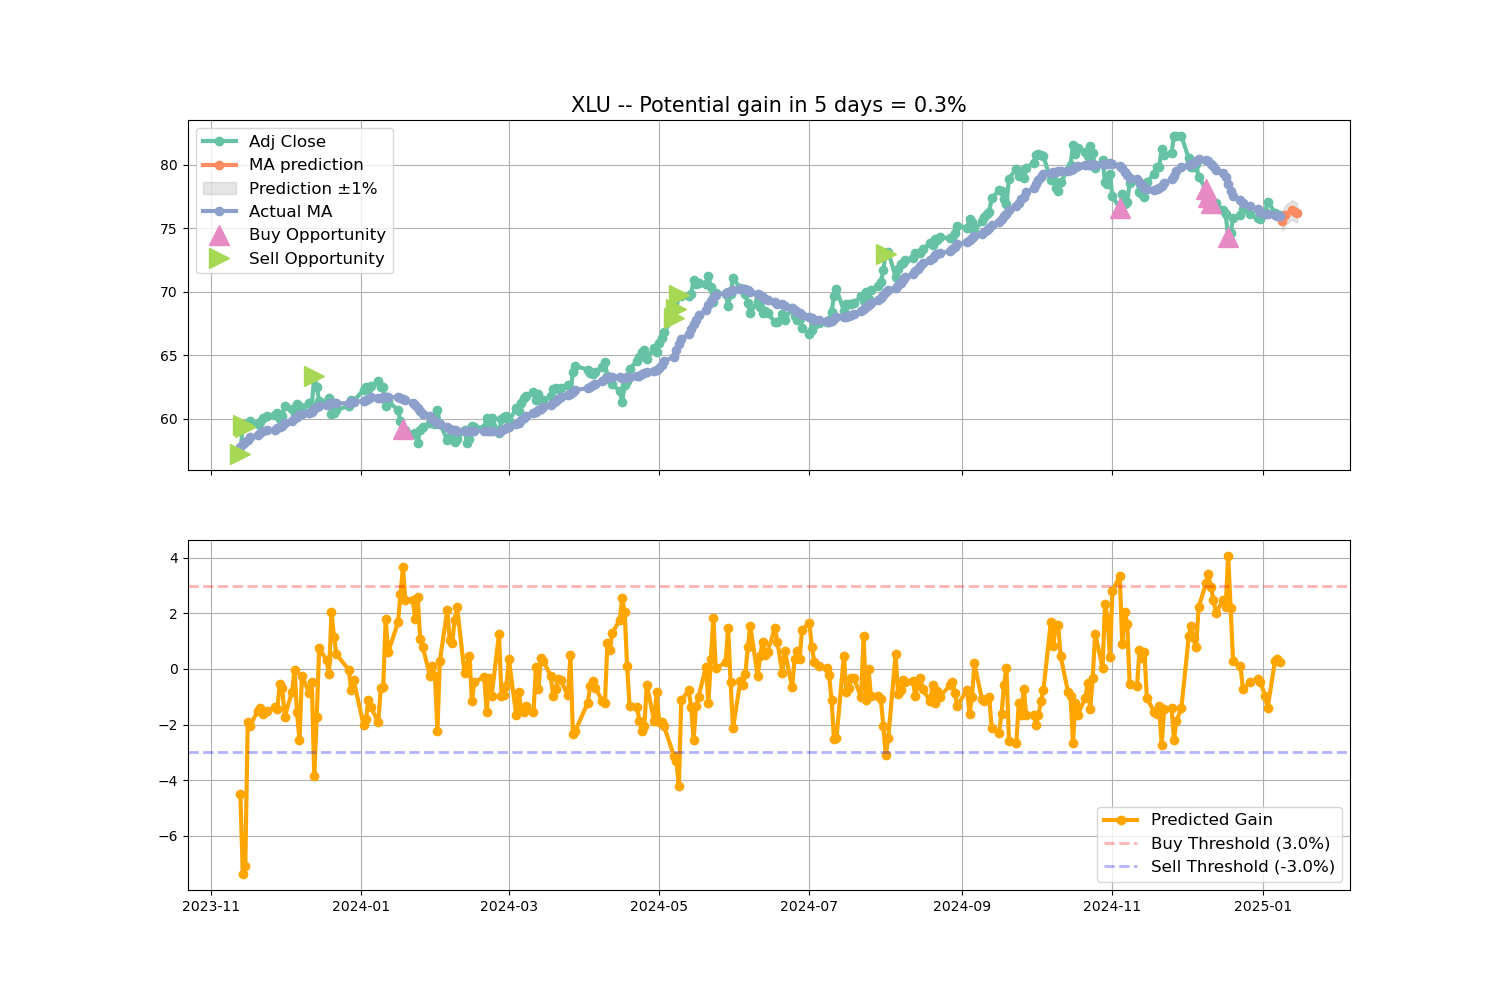 XLU -- Potential gain in 5 days = 0.3%
Adj Close
MA prediction
Prediction ±1%
Actual MA
Buy Opportunity
Sell Opportunity
80
75
70
65
60
4
2
0
−2
−4
−6
Predicted Gain
Buy Threshold (3.0%)
Sell Threshold (-3.0%)
2023-11
2024-01
2024-03
2024-05
2024-07
2024-09
2024-11
2025-01